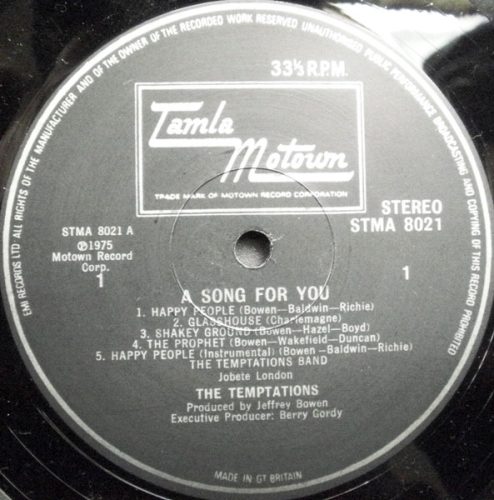 EMI RECORDS LTD ALL RIGHTS OF THE MANUFACTURER AND OF THE OWNER OF THE RECORDED WORK RESERVED UNAUTHORISED PUBLIC PERFORMANCE BROADCASTING AND COPYING OF THIS RECORD PROHIBITED
33⅓ R.P.M.
Tamla
Motown
TRADE MARK OF MOTOWN RECORD CORPORATION
STMA 8021 A
℗1975
Motown Record
Corp.
1
STEREO
STMA 8021
1
A SONG FOR YOU
1. HAPPY PEOPLE (Bowen—Baldwin—Richie)
2. GLASSHOUSE (Charlemagne)
3. SHAKEY GROUND (Bowen—Hazel—Boyd)
4. THE PROPHET (Bowen—Wakefield—Duncan)
5. HAPPY PEOPLE (Instrumental) (Bowen—Baldwin—Richie)
THE TEMPTATIONS BAND
Jobete London
THE TEMPTATIONS
Produced by Jeffrey Bowen
Executive Producer: Berry Gordy
MADE IN GT BRITAIN